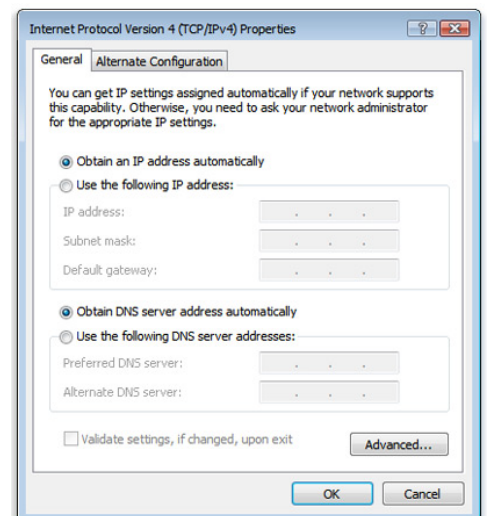 Internet Protocol Version 4 (TCP/IPv4) Properties
General
Alternate Configuration
You can get IP settings assigned automatically if your network supports
this capability. Otherwise, you need to ask your network administrator
for the appropriate IP settings.
Obtain an IP address automatically
Use the following IP address:
IP address:
Subnet mask:
Default gateway:
Obtain DNS server address automatically
Use the following DNS server addresses:
Preferred DNS server:
Alternate DNS server:
Validate settings, if changed, upon exit
Advanced...
OK
Cancel